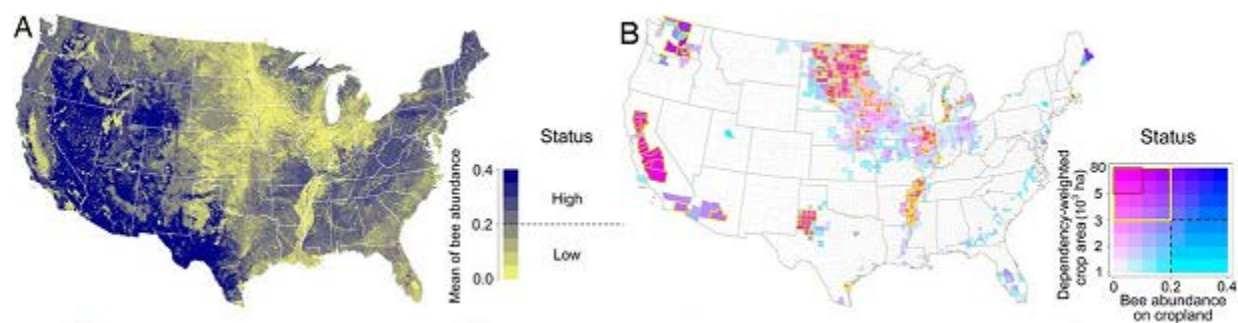 A
Mean of bee abundance
0.4
0.2
0.0
Status
High
Low
B
Status
Dependency-weighted
crop area (10³ ha)
80
5
3
2
1
0
0.2
0.4
Bee abundance
on cropland